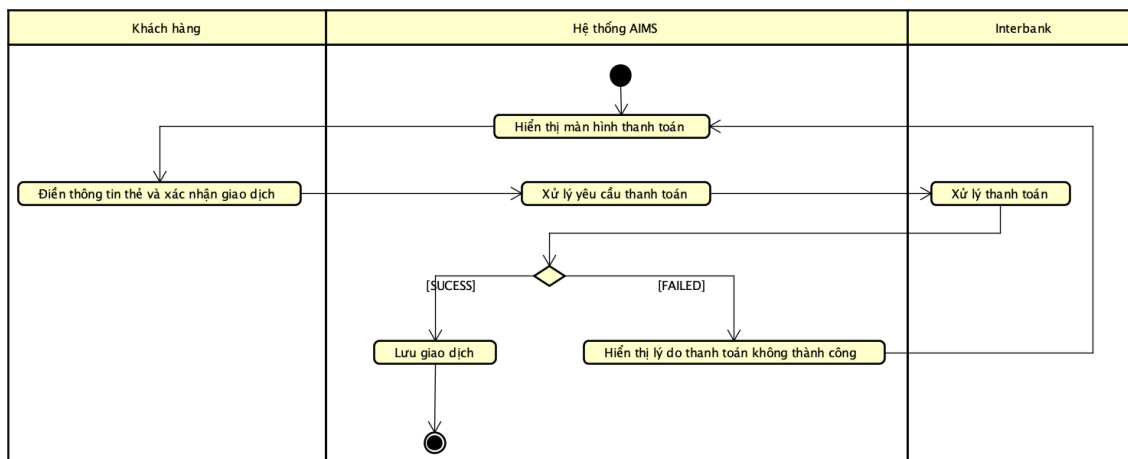 Khách hàng
Hệ thống AIMS
Interbank
Hiển thị màn hình thanh toán
Điền thông tin thẻ và xác nhận giao dịch
Xử lý yêu cầu thanh toán
Xử lý thanh toán
[SUCESS]
[FAILED]
Lưu giao dịch
Hiển thị lý do thanh toán không thành công